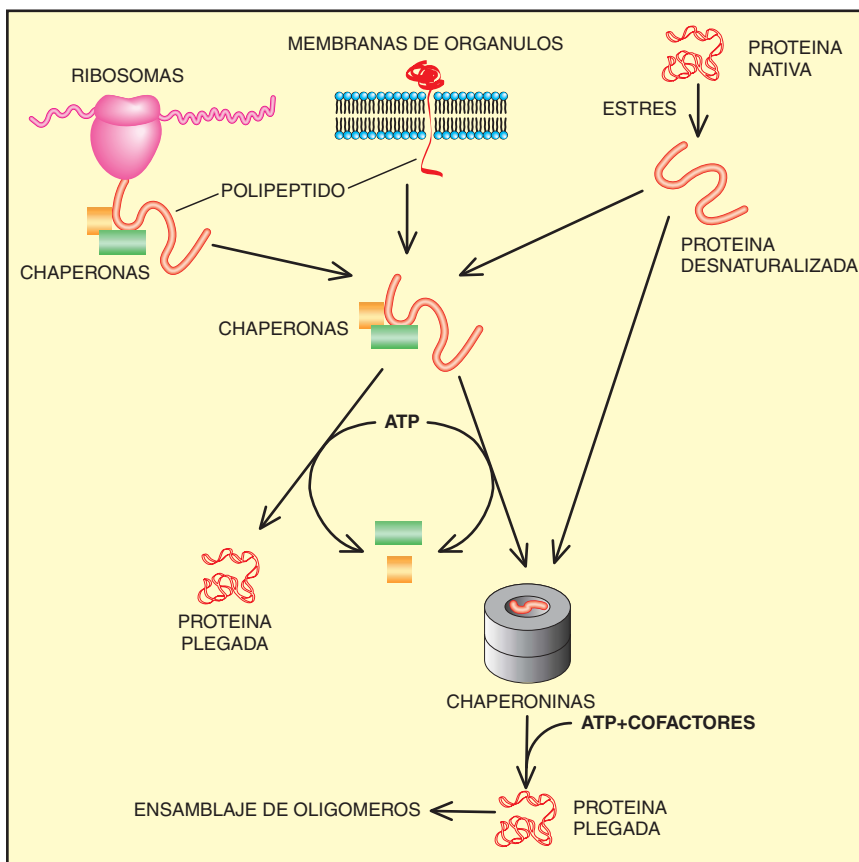 MEMBRANAS DE ORGANULOS
PROTEINA
NATIVA
RIBOSOMAS
ESTRES
POLIPEPTIDO
PROTEINA
DESNATURALIZADA
CHAPERONAS
CHAPERONAS
ATP
PROTEINA
PLEGADA
CHAPERONINAS
ATP+COFACTORES
ENSAMBLAJE DE OLIGOMEROS
PROTEINA
PLEGADA